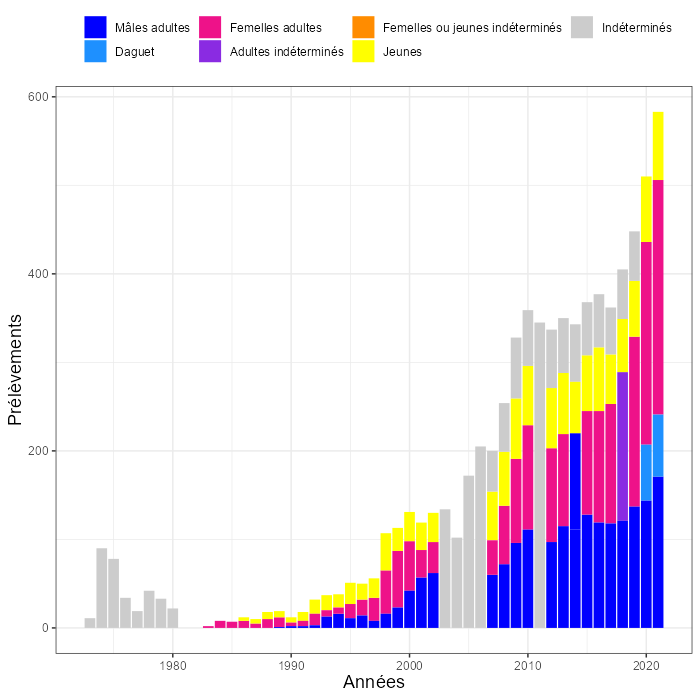 Mâles adultes Femelles adultes Femelles ou jeunes indéterminés Indéterminés
Daguet Adultes indéterminés Jeunes
600
400
200
0
Prélèvements
1980 1990 2000 2010 2020
Années